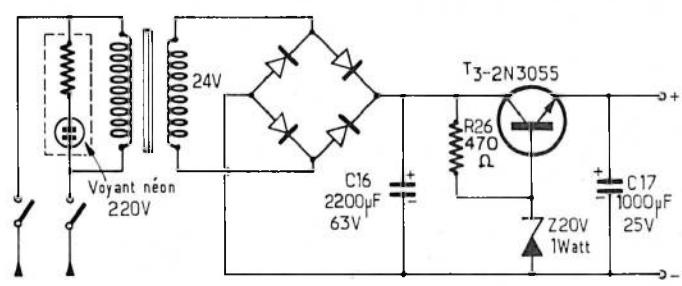 24V
T3-2N3055
R26
470
Ω
C16
2200µF
63V
C17
1000µF
25V
Z20V
1Watt
Voyant néon
220V
+
-
+
-
+
-